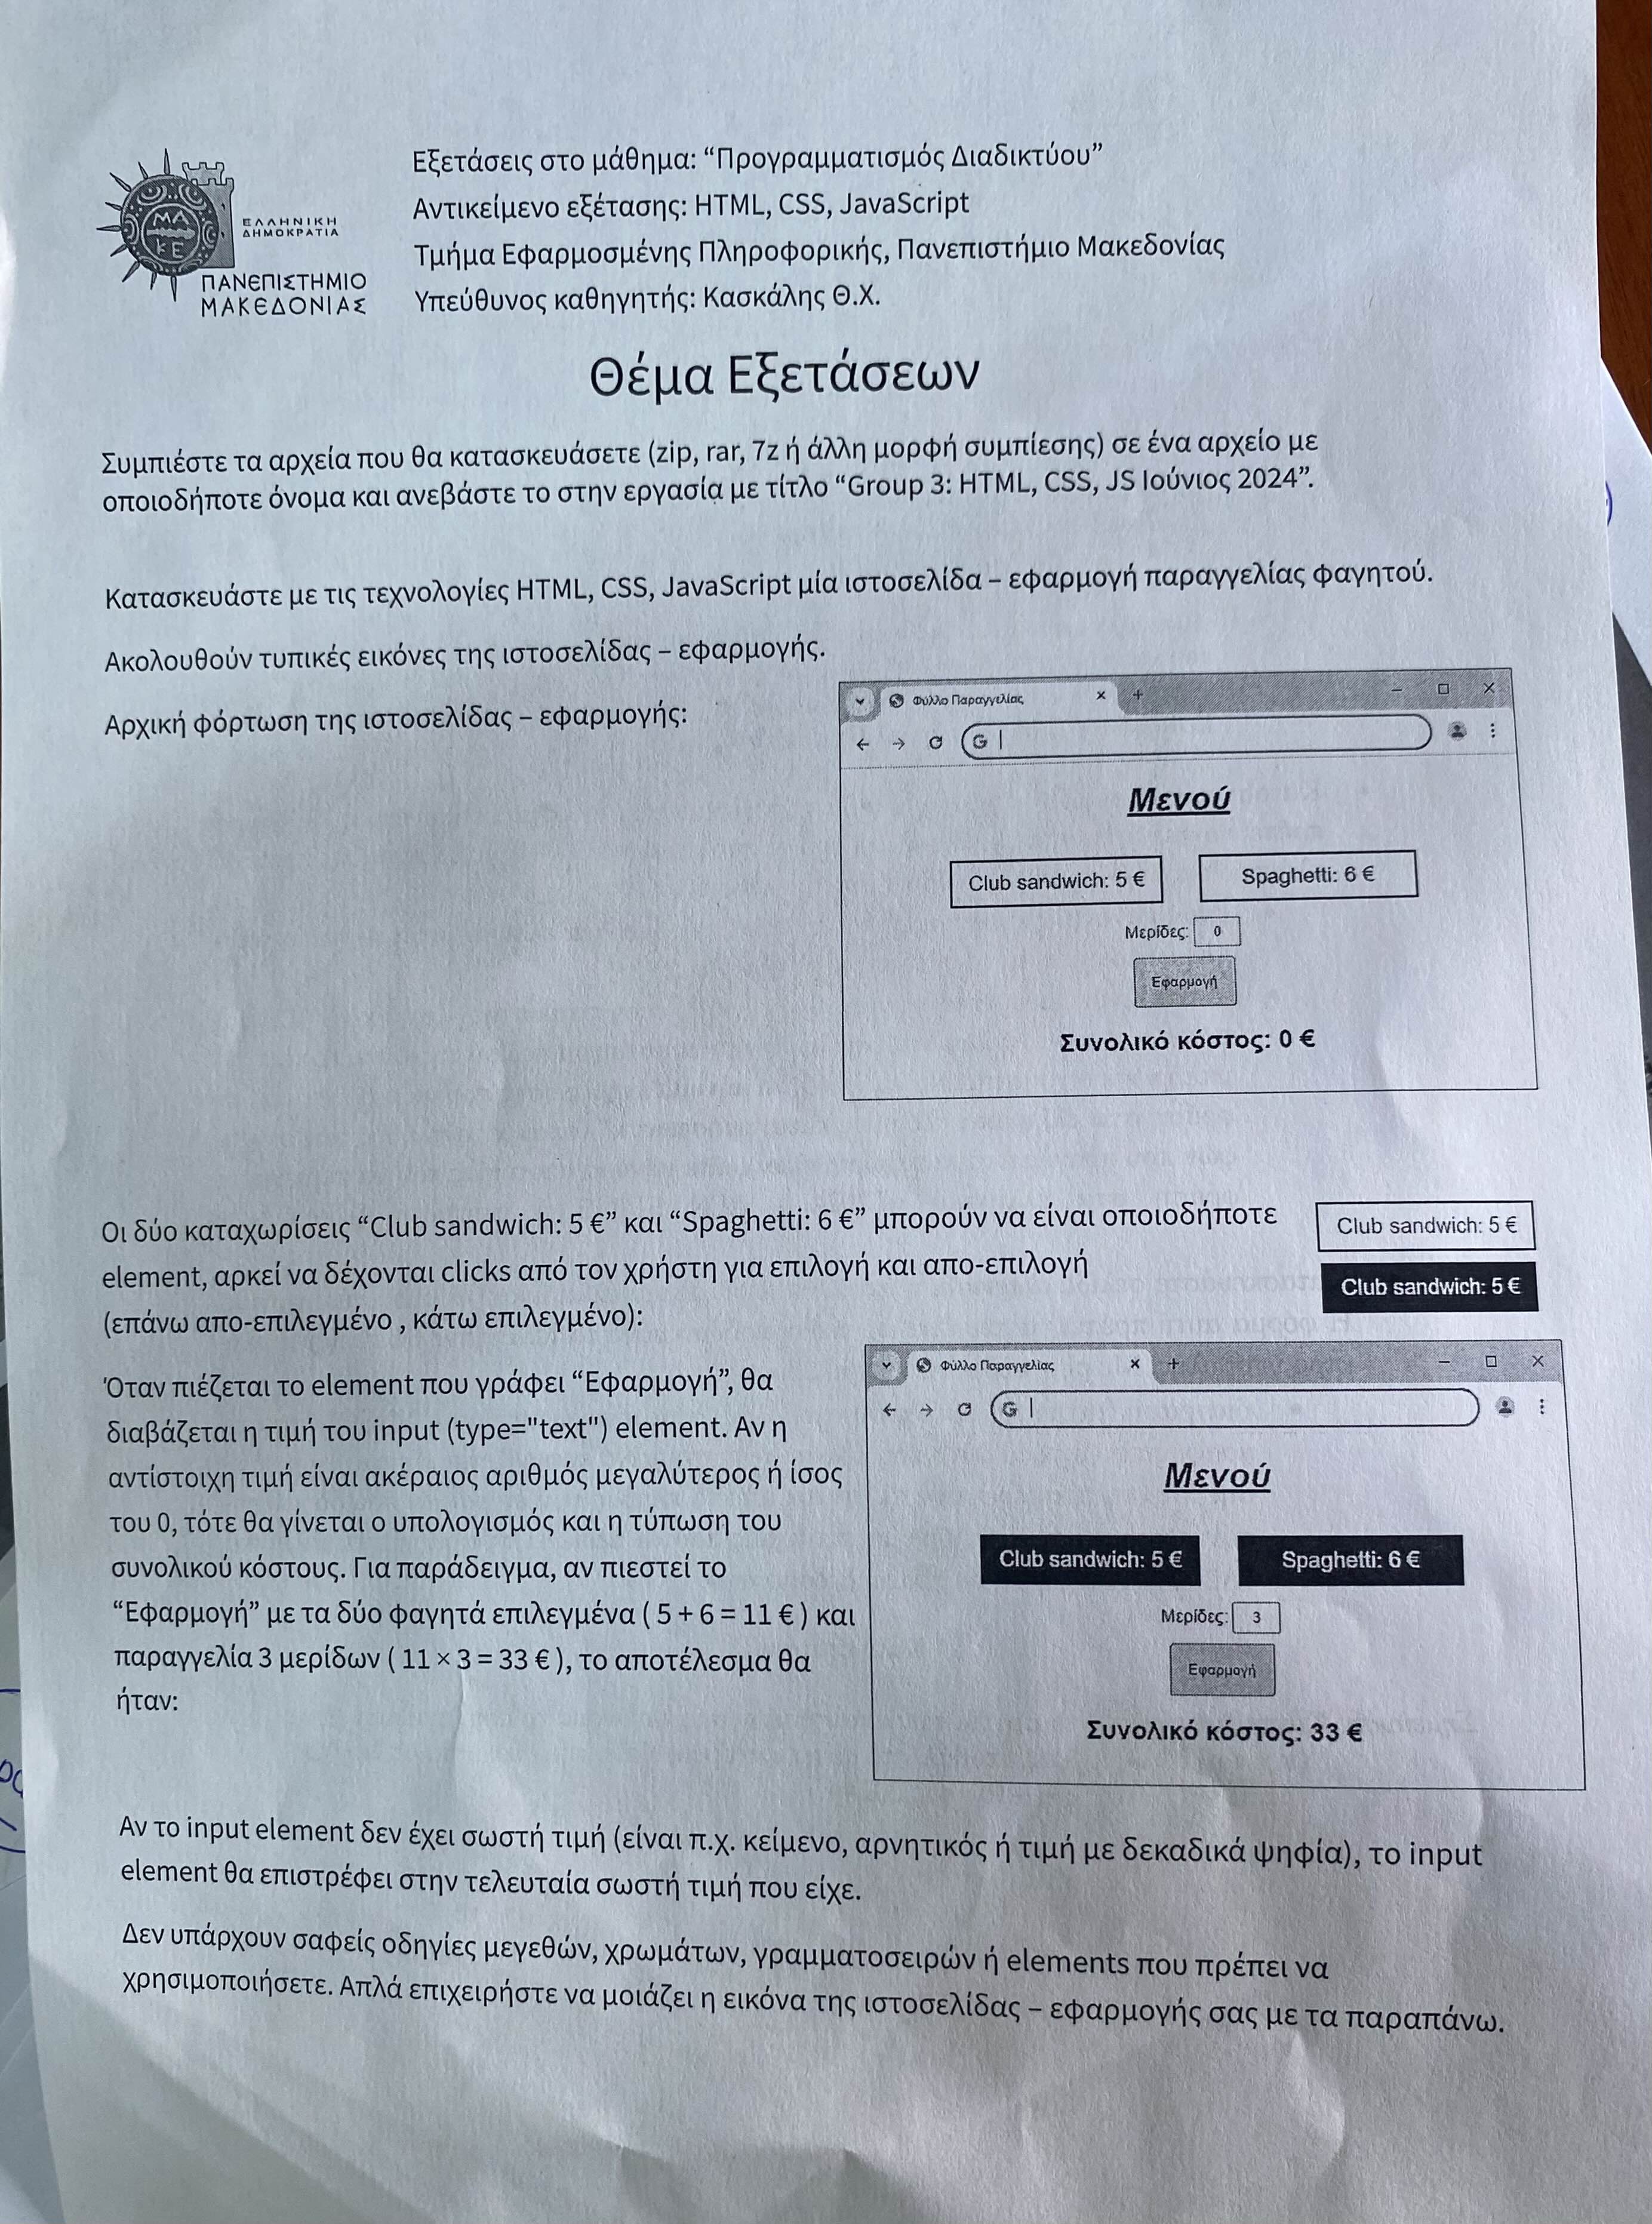 ΕΛΛΗΝΙΚΗ
ΔΗΜΟΚΡΑΤΙΑ
ΜΑ
ΚΕ
ΠΑΝΕΠΙΣΤΗΜΙΟ
ΜΑΚΕΔΟΝΙΑΣ
Εξετάσεις στο μάθημα: “Προγραμματισμός Διαδικτύου”
Αντικείμενο εξέτασης: HTML, CSS, JavaScript
Τμήμα Εφαρμοσμένης Πληροφορικής, Πανεπιστήμιο Μακεδονίας
Υπεύθυνος καθηγητής: Κασκάλης Θ.Χ.
Θέμα Εξετάσεων
Συμπιέστε τα αρχεία που θα κατασκευάσετε (zip, rar, 7z ή άλλη μορφή συμπίεσης) σε ένα αρχείο με
οποιοδήποτε όνομα και ανεβάστε το στην εργασία με τίτλο “Group 3: HTML, CSS, JS Ιούνιος 2024”.
Κατασκευάστε με τις τεχνολογίες HTML, CSS, JavaScript μία ιστοσελίδα – εφαρμογή παραγγελίας φαγητού.
Ακολουθούν τυπικές εικόνες της ιστοσελίδας – εφαρμογής.
Αρχική φόρτωση της ιστοσελίδας – εφαρμογής:
Φύλλο Παραγγελίας
G
Μενού
Club sandwich: 5 € Spaghetti: 6 €
Μερίδες: 0
Εφαρμογή
Συνολικό κόστος: 0 €
Οι δύο καταχωρίσεις “Club sandwich: 5 €” και “Spaghetti: 6 €” μπορούν να είναι οποιοδήποτε
element, αρκεί να δέχονται clicks από τον χρήστη για επιλογή και απο-επιλογή
(επάνω απο-επιλεγμένο , κάτω επιλεγμένο):
Club sandwich: 5 €
Club sandwich: 5 €
Όταν πιέζεται το element που γράφει “Εφαρμογή”, θα
διαβάζεται η τιμή του input (type="text") element. Αν η
αντίστοιχη τιμή είναι ακέραιος αριθμός μεγαλύτερος ή ίσος
του 0, τότε θα γίνεται ο υπολογισμός και η τύπωση του
συνολικού κόστους. Για παράδειγμα, αν πιεστεί το
“Εφαρμογή” με τα δύο φαγητά επιλεγμένα ( 5 + 6 = 11 € ) και
παραγγελία 3 μερίδων ( 11 × 3 = 33 € ), το αποτέλεσμα θα
ήταν:
Φύλλο Παραγγελίας
G
Μενού
Club sandwich: 5 € Spaghetti: 6 €
Μερίδες: 3
Εφαρμογή
Συνολικό κόστος: 33 €
Αν το input element δεν έχει σωστή τιμή (είναι π.χ. κείμενο, αρνητικός ή τιμή με δεκαδικά ψηφία), το input
element θα επιστρέφει στην τελευταία σωστή τιμή που είχε.
Δεν υπάρχουν σαφείς οδηγίες μεγεθών, χρωμάτων, γραμματοσειρών ή elements που πρέπει να
χρησιμοποιήσετε. Απλά επιχειρήστε να μοιάζει η εικόνα της ιστοσελίδας – εφαρμογής σας με τα παραπάνω.